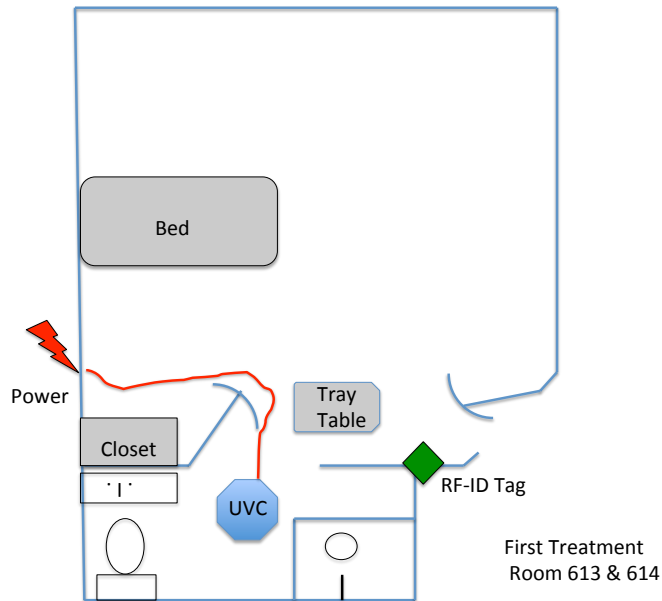 Bed
Power
Tray
Table
Closet
RF-ID Tag
UVC
First Treatment
Room 613 & 614